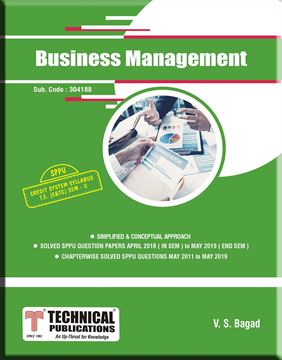 Business Management
Sub. Code : 304188
SPPU
CREDIT SYSTEM SYLLABUS
T.E. (E&TC) SEM - II
SIMPLIFIED & CONCEPTUAL APPROACH
SOLVED SPPU QUESTION PAPERS APRIL 2018 ( IN SEM ) to MAY 2019 ( END SEM )
CHAPTERWISE SOLVED SPPU QUESTIONS MAY 2011 to MAY 2019
T
TECHNICAL
PUBLICATIONS
SINCE 1993
An Up-Thrust for Knowledge
V. S. Bagad